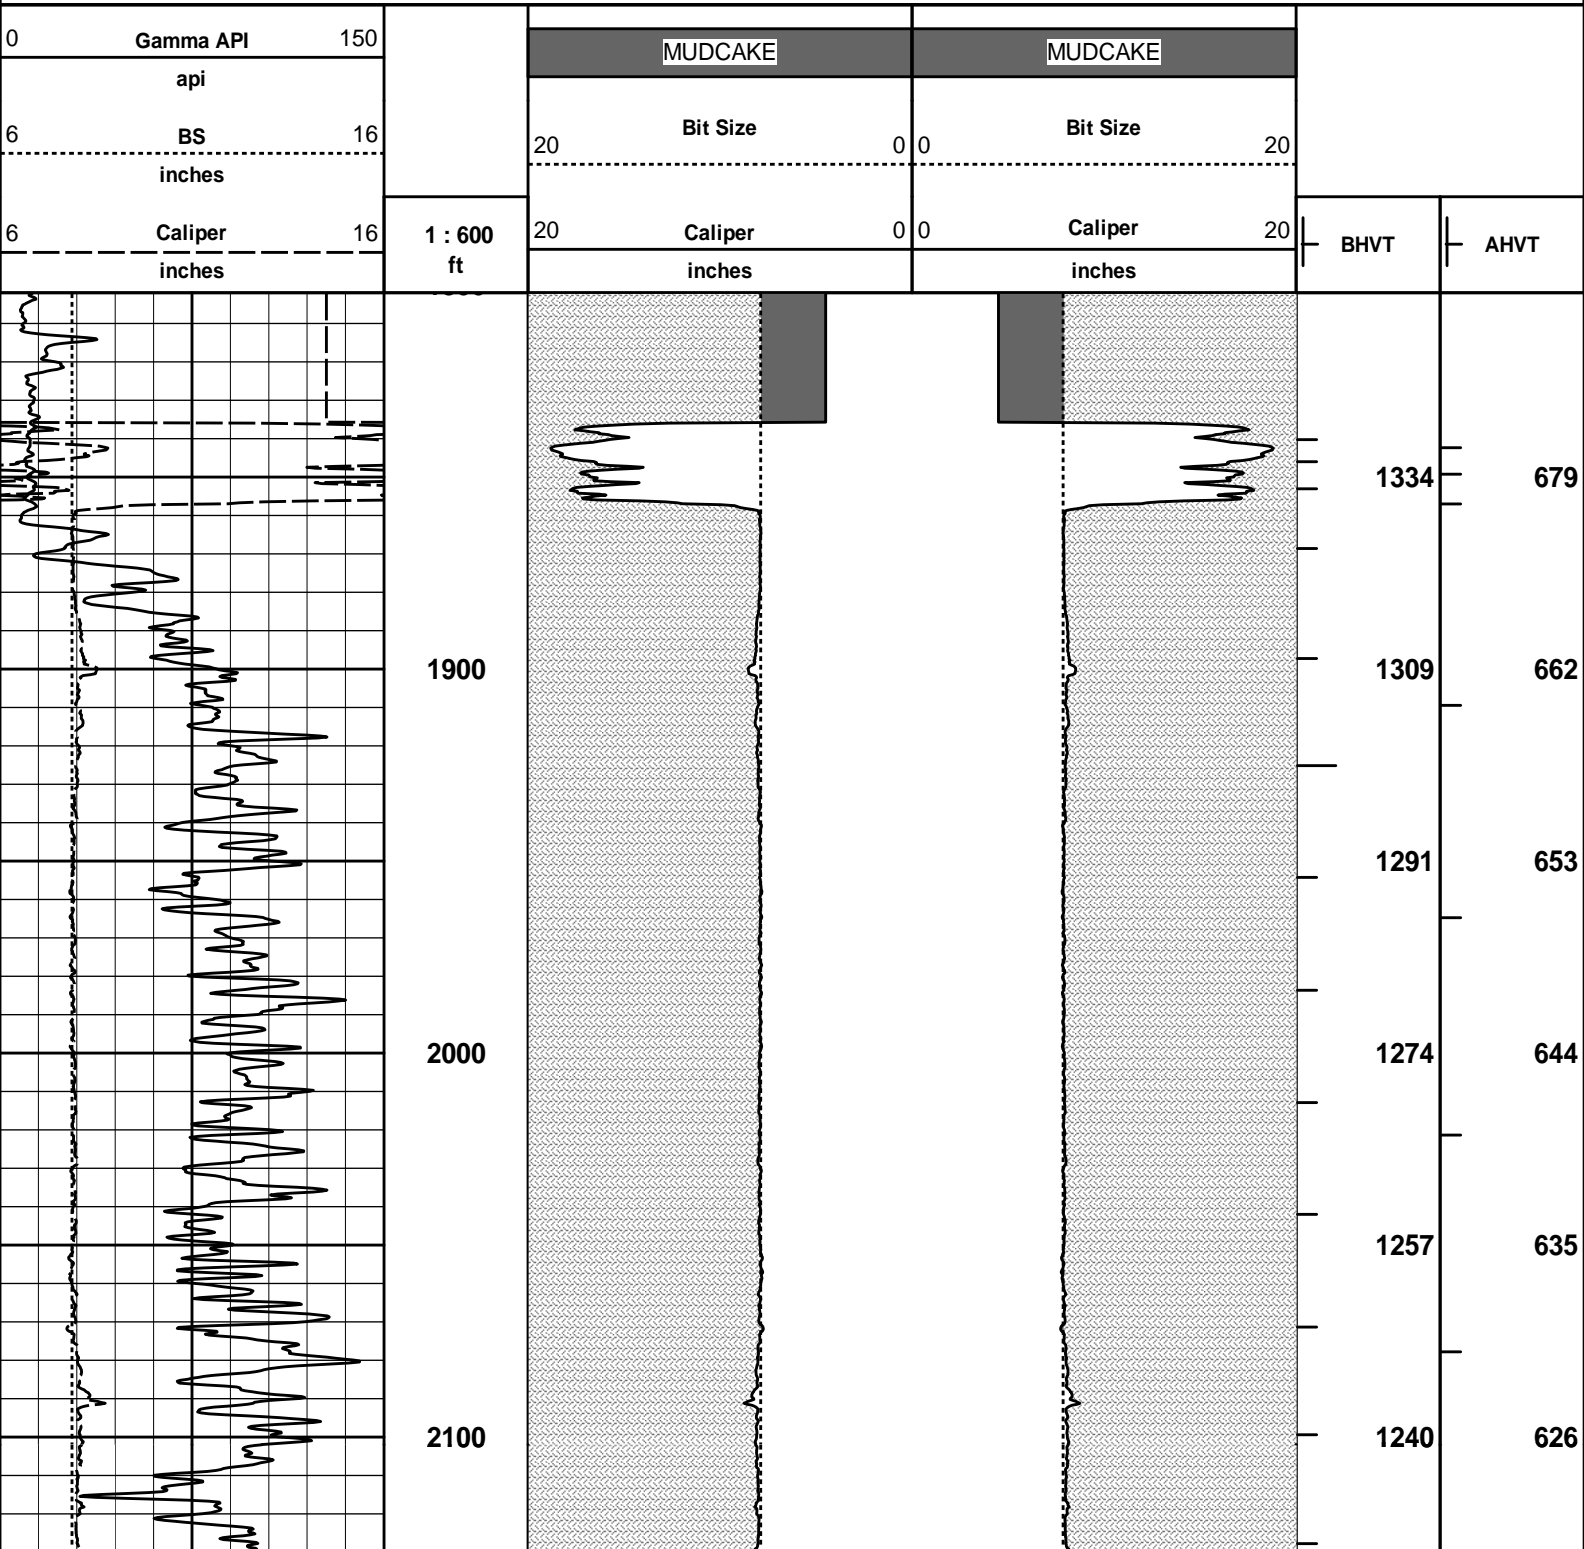 0 Gamma API 150
api
6 BS 16
inches
6 Caliper 16
inches
1 : 600
ft
MUDCAKE
Bit Size
20 0
20 Caliper 0
inches
MUDCAKE
Bit Size
0 20
0 Caliper 20
inches
BHVT
AHVT
1334 679
1900 1309 662
1291 653
2000 1274 644
1257 635
2100 1240 626